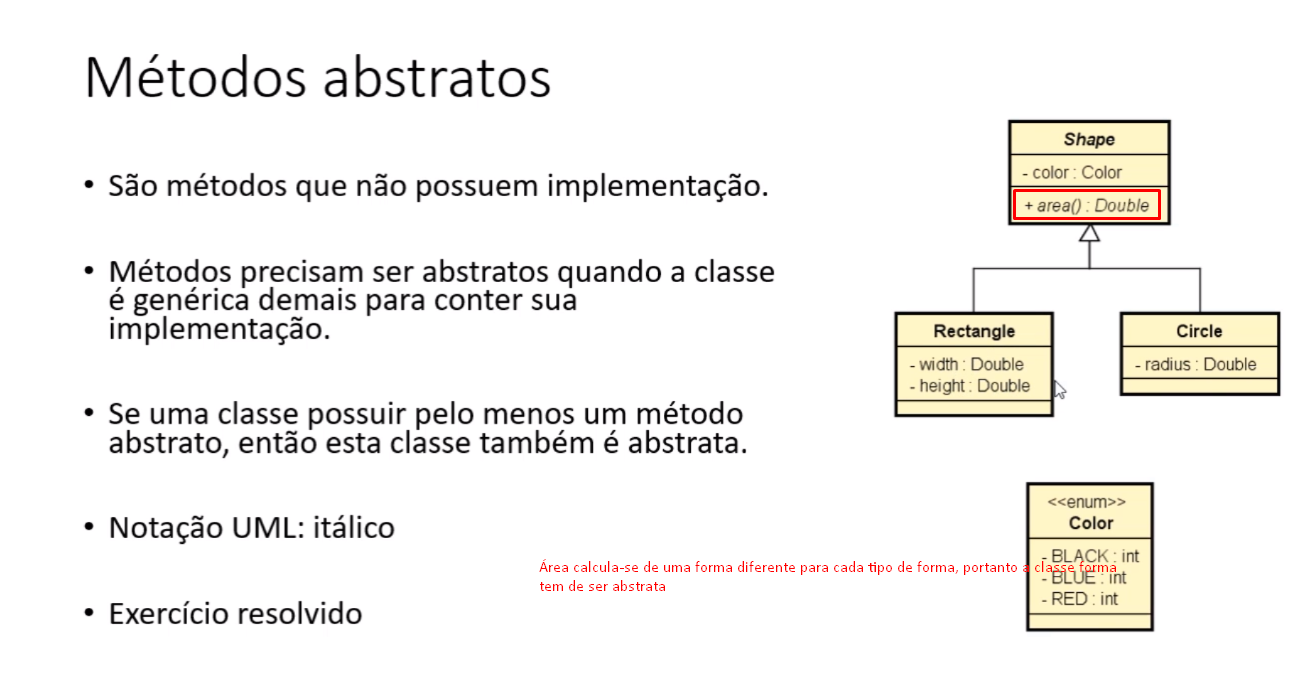 Métodos abstratos
• São métodos que não possuem implementação.
• Métodos precisam ser abstratos quando a classe
é genérica demais para conter sua
implementação.
• Se uma classe possuir pelo menos um método
abstrato, então esta classe também é abstrata.
• Notação UML: itálico
• Exercício resolvido
Área calcula-se de uma forma diferente para cada tipo de forma, portanto a classe forma
tem de ser abstrata
Shape
- color : Color
+ area() : Double
Rectangle
- width : Double
- height : Double
Circle
- radius : Double
<<enum>>
Color
- BLACK : int
- BLUE : int
- RED : int